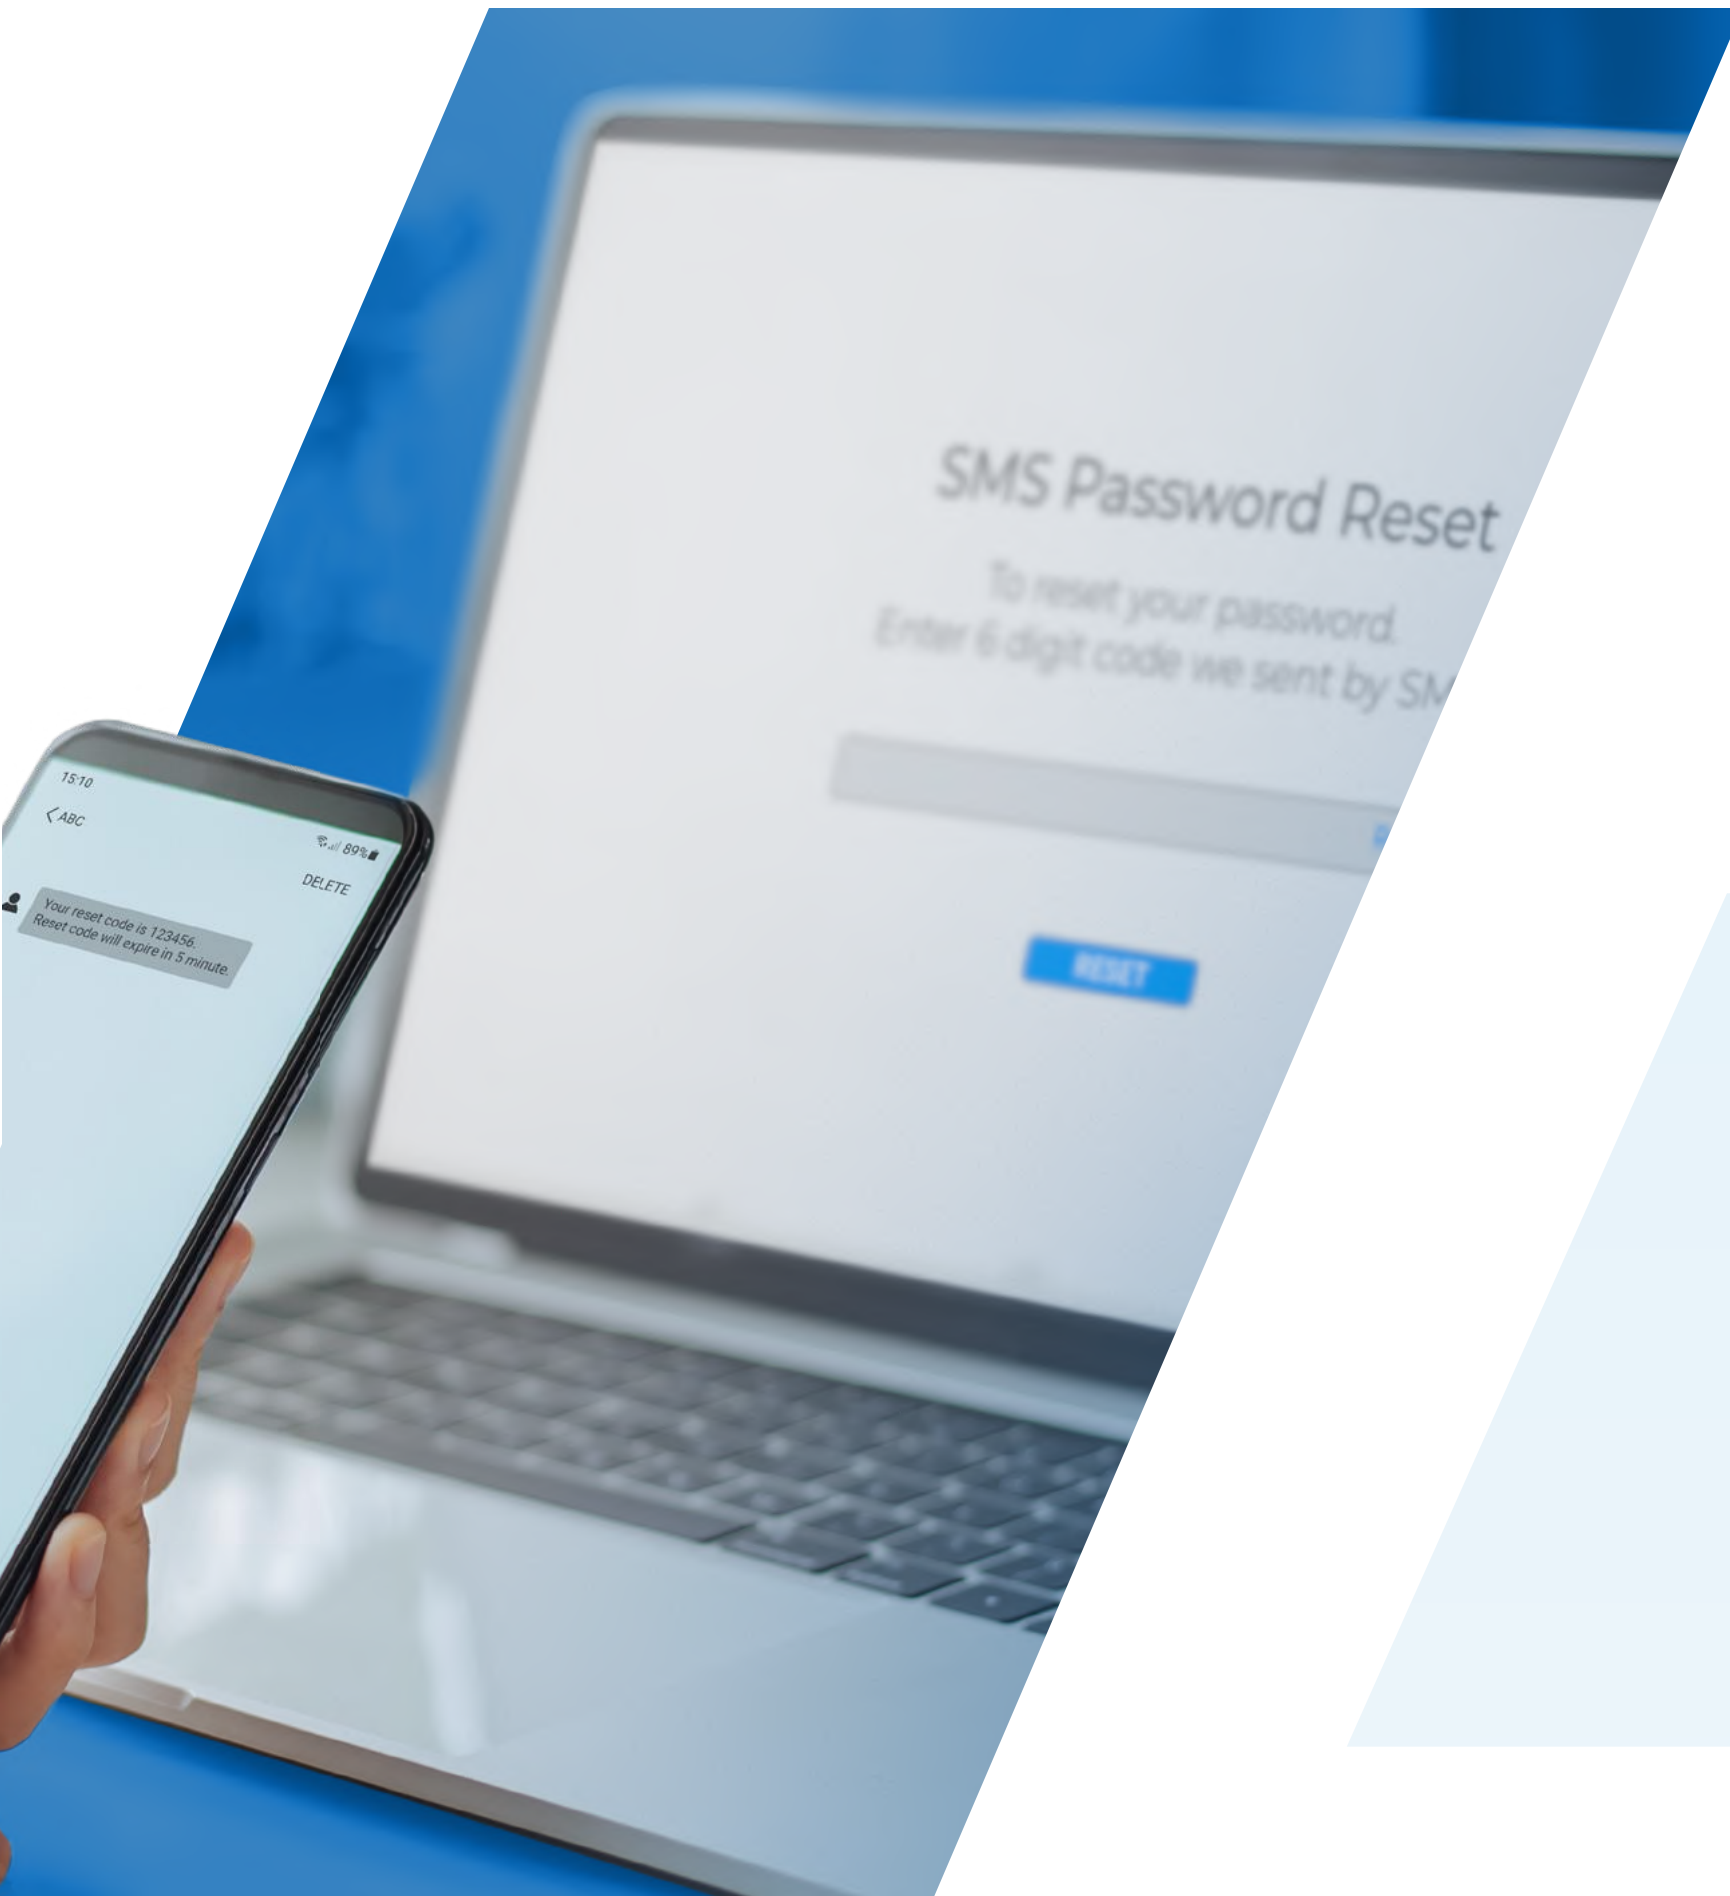 SMS Password Reset
To reset your password.
Enter 6 digit code we sent by SM
RESET
15:10
ABC
89%
DELETE
Your reset code is 123456.
Reset code will expire in 5 minute.